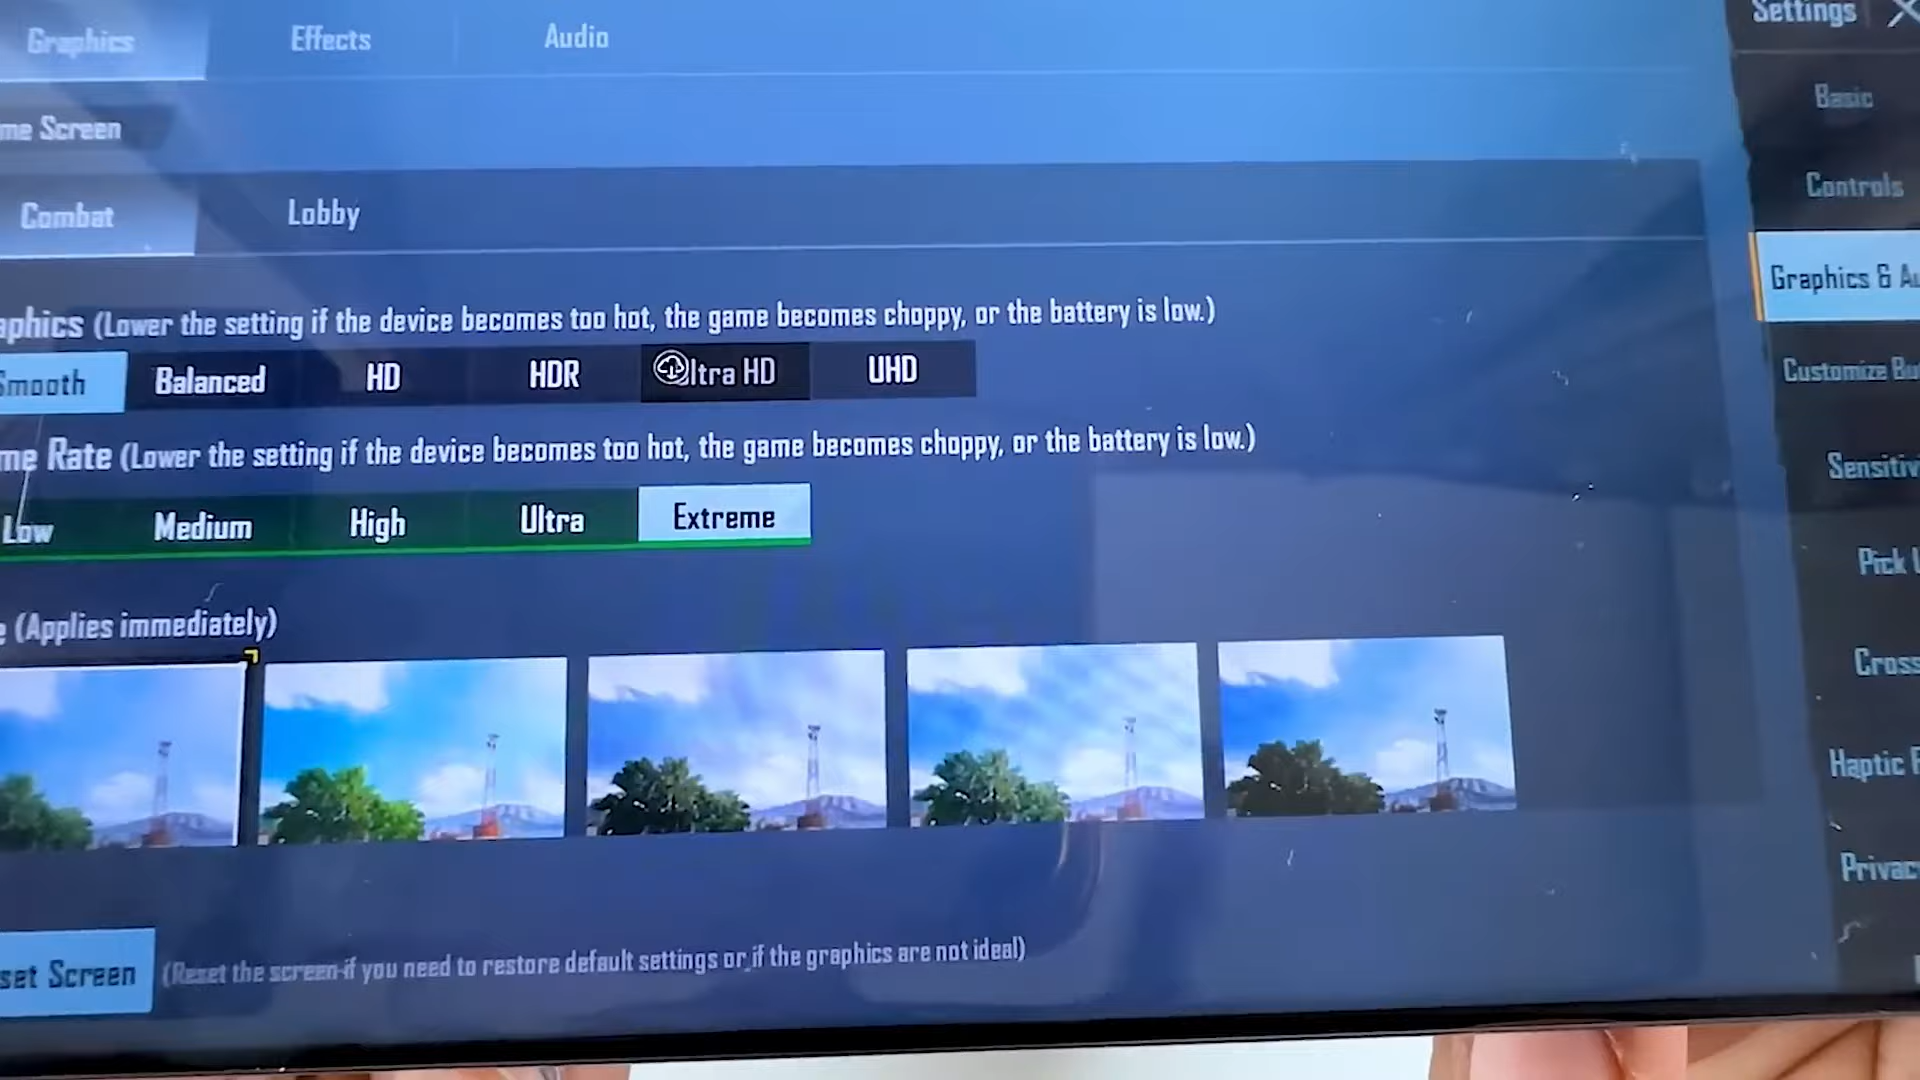 Graphics Effects Audio
me Screen
Combat Lobby
aphics (Lower the setting if the device becomes too hot, the game becomes choppy, or the battery is low.)
Smooth Balanced HD HDR ltra HD UHD
me Rate (Lower the setting if the device becomes too hot, the game becomes choppy, or the battery is low.)
Low Medium High Ultra Extreme
e (Applies immediately)
set Screen (Reset the screen if you need to restore default settings or if the graphics are not ideal)
Settings X
Basic
Controls
Graphics & Au
Customize Bu
Sensitiv
Pick U
Cross
Haptic F
Privac